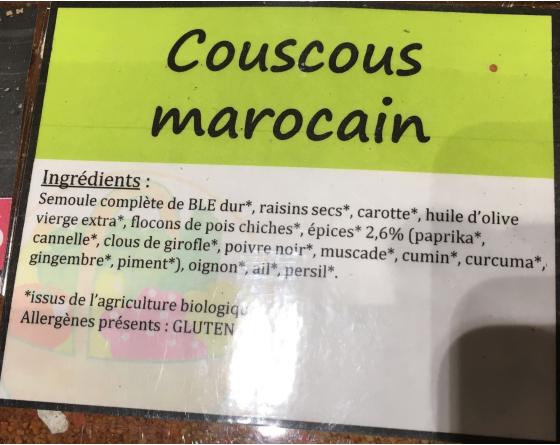 Couscous
marocain
Ingrédients :
Semoule complète de BLE dur*, raisins secs*, carotte*, huile d'olive
vierge extra*, flocons de pois chiches*, épices* 2,6% (paprika*,
cannelle*, clous de girofle*, poivre noir*, muscade*, cumin*, curcuma*,
gingembre*, piment*), oignon*, ail*, persil*.
*issus de l'agriculture biologiqu
Allergènes présents : GLUTEN